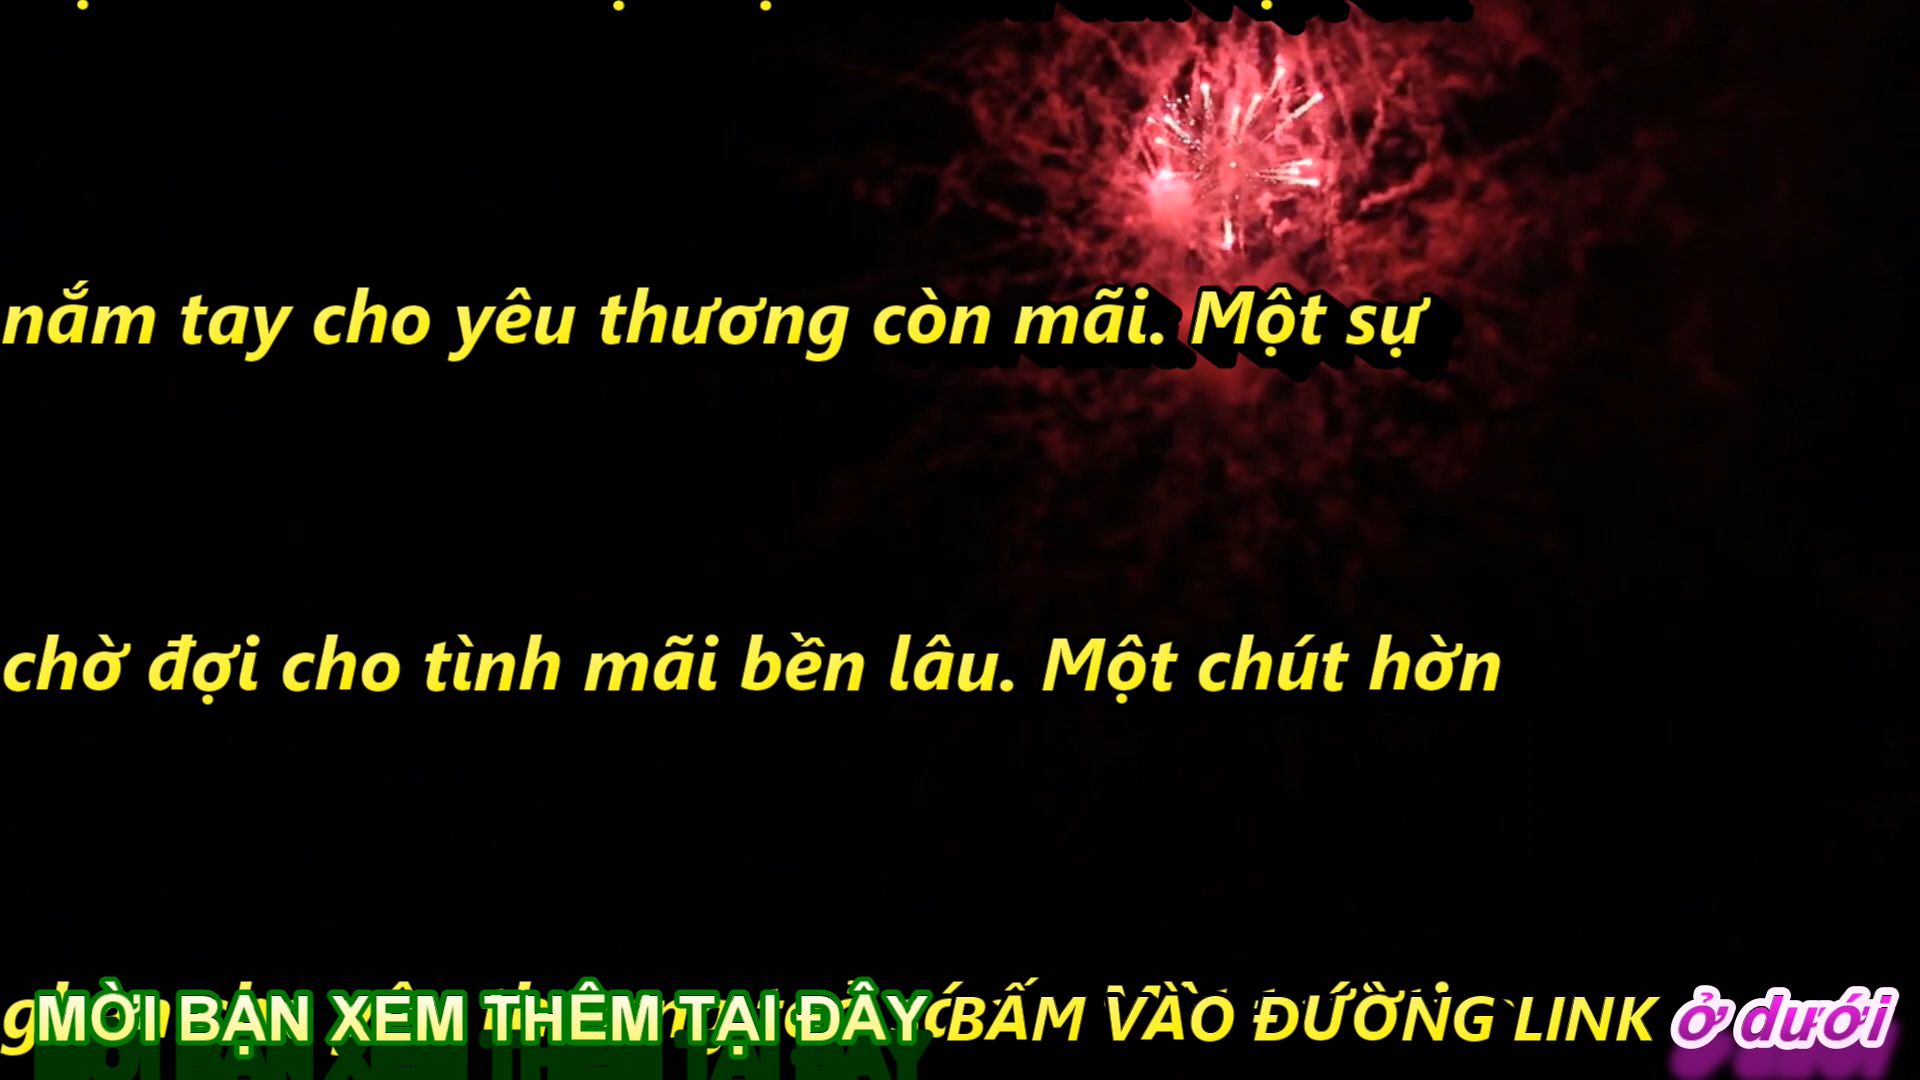 nắm tay cho yêu thương còn mãi. Một sự
chờ đợi cho tình mãi bền lâu. Một chút hờn
MỜI BẠN XEM THÊM TẠI ĐÂY BẤM VÀO ĐƯỜNG LINK ở dưới